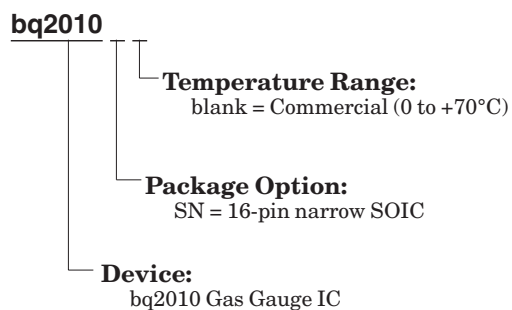 bq2010
Temperature Range:
blank = Commercial (0 to +70°C)
Package Option:
SN = 16-pin narrow SOIC
Device:
bq2010 Gas Gauge IC